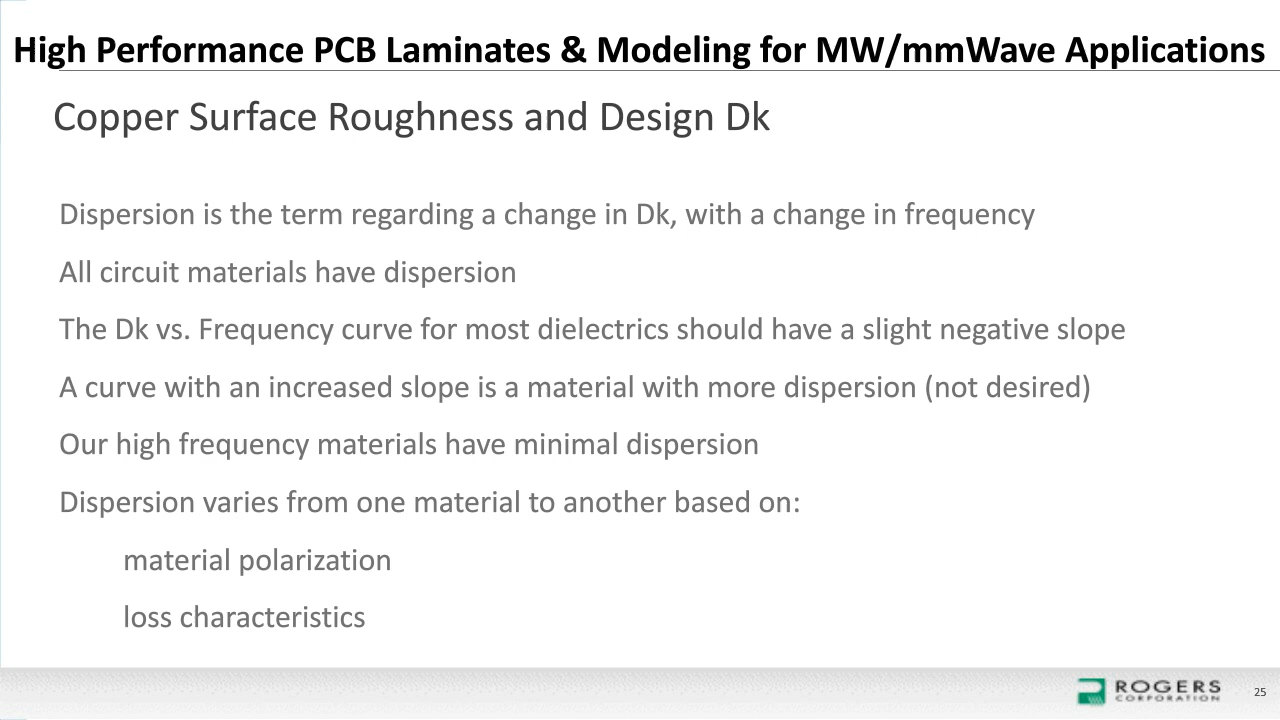 High Performance PCB Laminates & Modeling for MW/mmWave Applications
Copper Surface Roughness and Design Dk
Dispersion is the term regarding a change in Dk, with a change in frequency
All circuit materials have dispersion
The Dk vs. Frequency curve for most dielectrics should have a slight negative slope
A curve with an increased slope is a material with more dispersion (not desired)
Our high frequency materials have minimal dispersion
Dispersion varies from one material to another based on:
material polarization
loss characteristics
ROGERS
CORPORATION
25